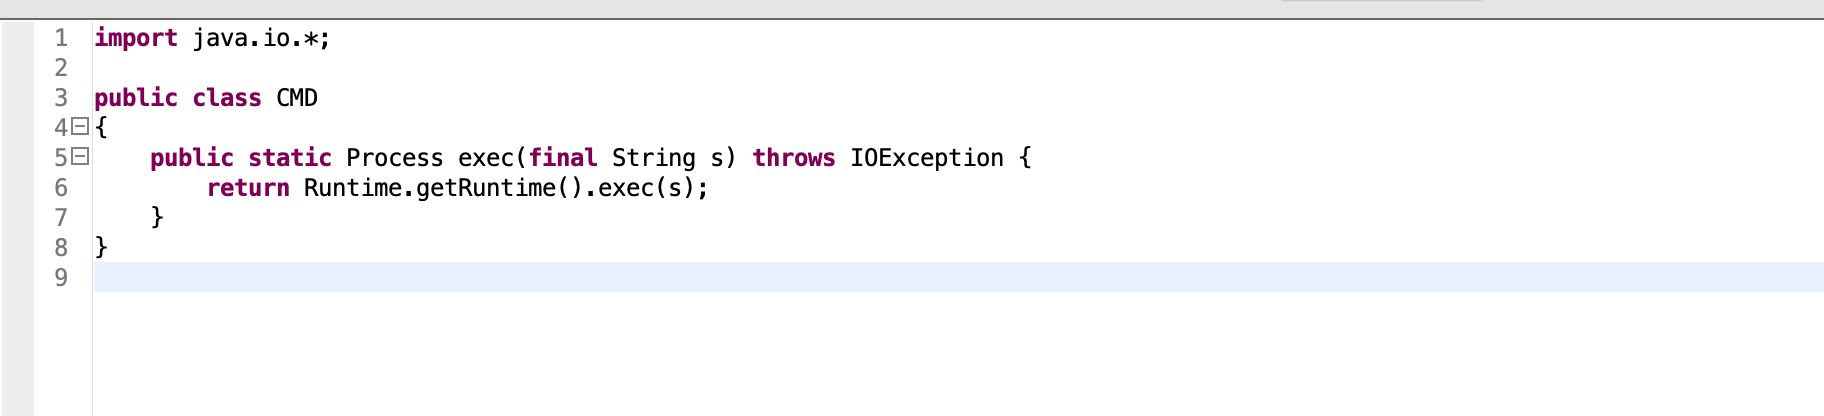 1 import java.io.*;
2
3 public class CMD
4 {
5     public static Process exec(final String s) throws IOException {
6         return Runtime.getRuntime().exec(s);
7     }
8 }
9